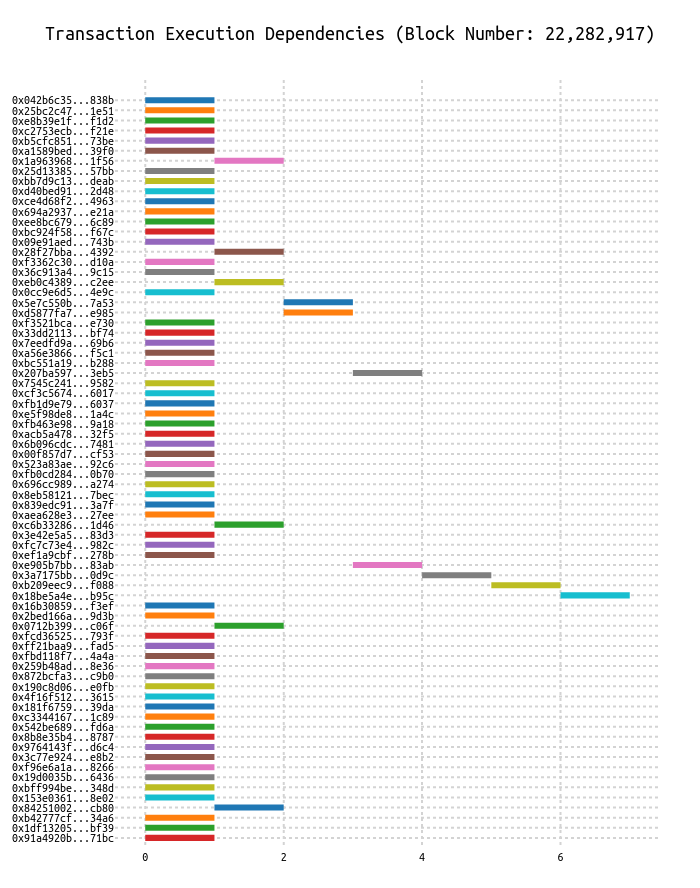 Transaction Execution Dependencies (Block Number: 22,282,917)
0x042b6c35...838b
0x25bc2c47...1e51
0xe8b39e1f...f1d2
0xc2753ecb...f21e
0xb5cfc851...73be
0xa1589bed...39f0
0x1a963968...1f56
0x25d13385...57bb
0xbb7d9c13...deab
0xd40bed91...2d48
0xce4d68f2...4963
0x694a2937...e21a
0xee8bc679...6c89
0xbc924f58...f67c
0x09e91aed...743b
0x28f27bba...4392
0xf3362c30...d10a
0x36c913a4...9c15
0xeb0c4389...c2ee
0x0cc9e6d5...4e9c
0x5e7c550b...7a53
0xd5877fa7...e985
0xf3521bca...e730
0x33dd2113...bf74
0x7eedfd9a...69b6
0xa56e3866...f5c1
0xbc551a19...b288
0x207ba597...3eb5
0x7545c241...9582
0xcf3c5674...6017
0xfb1d9e79...6037
0xe5f98de8...1a4c
0xfb463e98...9a18
0xacb5a478...32f5
0x6b096cdc...7481
0x00f857d7...cf53
0x523a83ae...92c6
0xfb0cd284...0b70
0x696cc989...a274
0x8eb58121...7bec
0x839edc91...3a7f
0xaea628e3...27ee
0xc6b33286...1d46
0x3e42e5a5...83d3
0xfc7c73e4...982c
0xef1a9cbf...278b
0xe905b7bb...83ab
0x3a7175bb...0d9c
0xb209eec9...f088
0x18be5a4e...b95c
0x16b30859...f3ef
0x2bed166a...9d3b
0x0712b399...c06f
0xfcd36525...793f
0xff21baa9...fad5
0xfbd118f7...4a4a
0x259b48ad...8e36
0x872bcfa3...c9b0
0x190c8d06...e0fb
0x4f16f512...3615
0x181f6759...39da
0xc3344167...1c89
0x542be689...fd6a
0x8b8e35b4...8787
0x9764143f...d6c4
0x3c77e924...e8b2
0xf96e6a1a...8266
0x19d0035b...6436
0xbff994be...348d
0x153e0361...8e02
0x84251002...cb80
0xb42777cf...34a6
0x1df13205...bf39
0x91a4920b...71bc
0 2 4 6